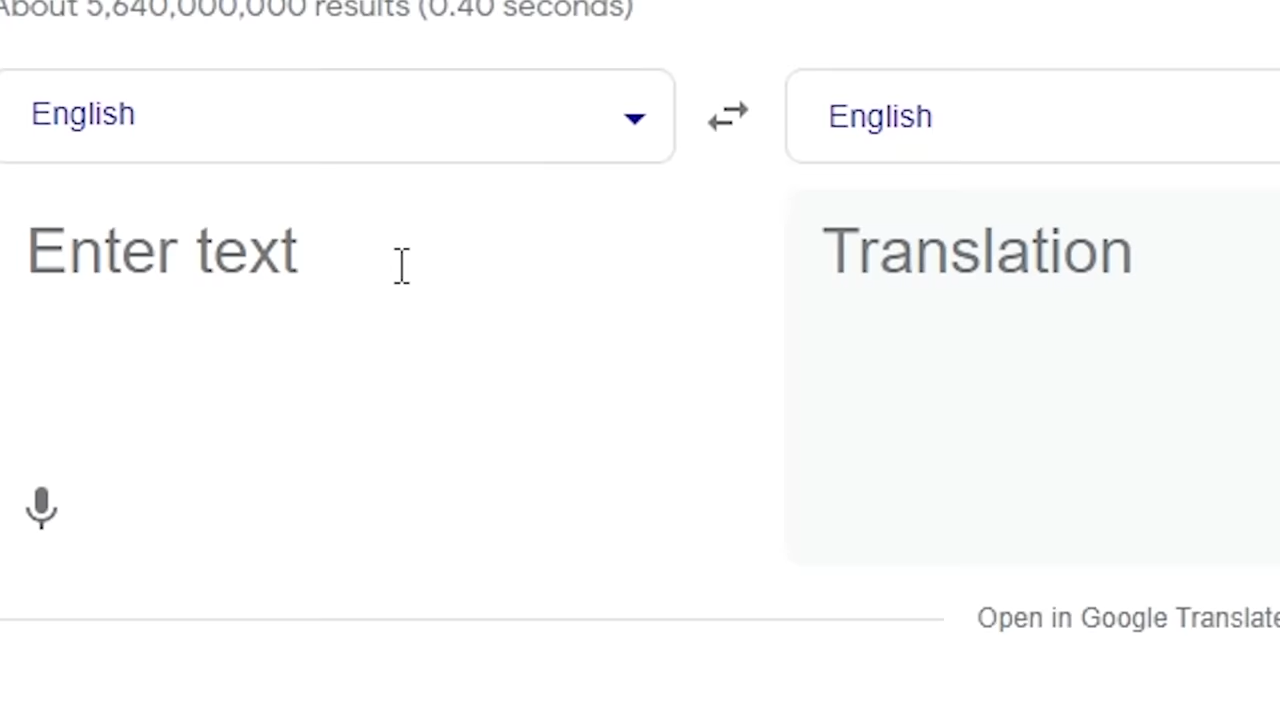 About 5,640,000,000 results (0.40 seconds)
English English
Enter text Translation
Open in Google Translate